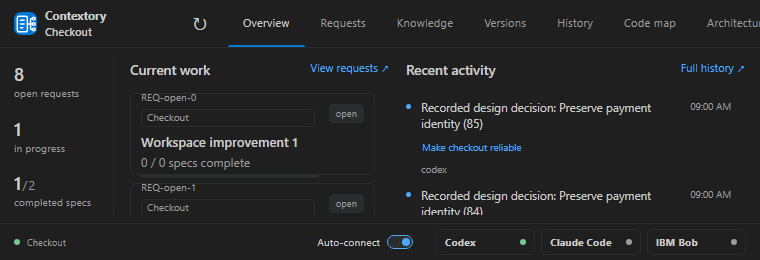 Contextory
Checkout
Overview
Requests
Knowledge
Versions
History
Code map
Architectu
8
open requests
1
in progress
1/2
completed specs
Current work
View requests ↗
REQ-open-0
Checkout
open
Workspace improvement 1
0 / 0 specs complete
REQ-open-1
Checkout
open
Recent activity
Full history ↗
Recorded design decision: Preserve payment
identity (85)
09:00 AM
Make checkout reliable
codex
Recorded design decision: Preserve payment
identity (84)
09:00 AM
Checkout
Auto-connect
Codex
Claude Code
IBM Bob